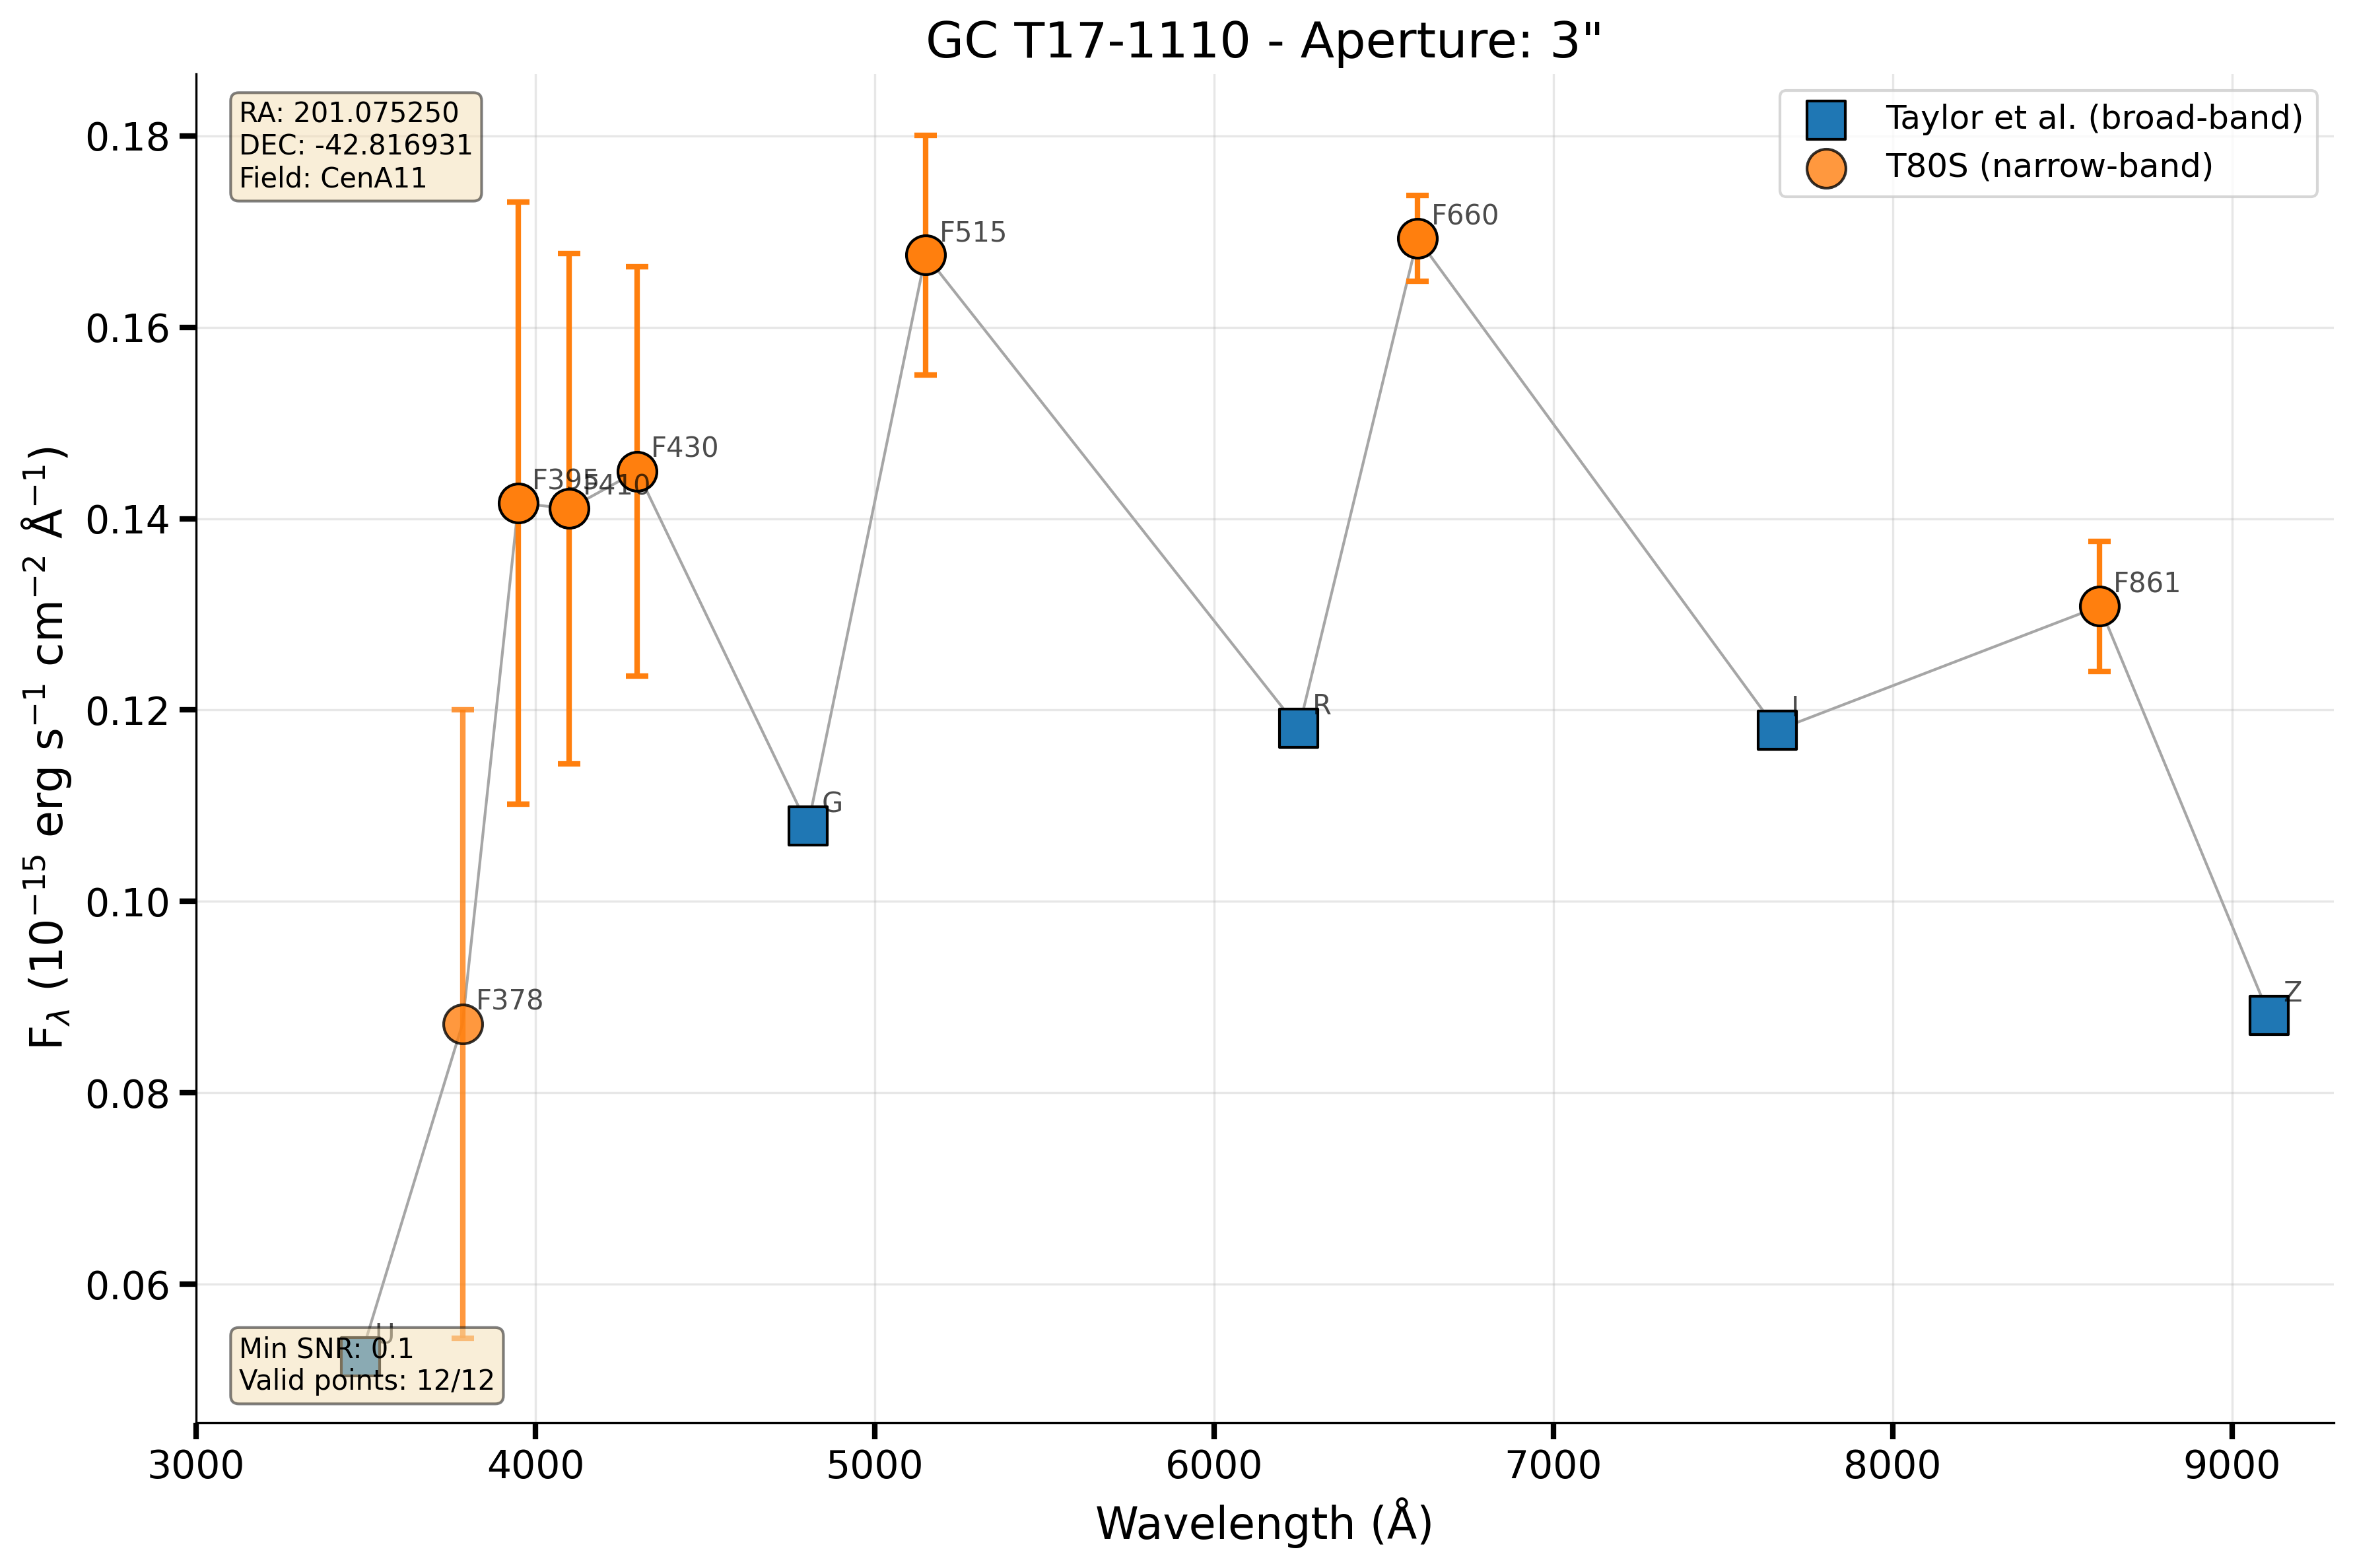 GC T17-1110 - Aperture: 3"
RA: 201.075250
DEC: -42.816931
Field: CenA11
Taylor et al. (broad-band)
T80S (narrow-band)
0.18
0.16
0.14
0.12
0.10
0.08
0.06
F515
F660
F430
F395
F410
F861
R
I
G
F378
Z
U
Min SNR: 0.1
Valid points: 12/12
3000 4000 5000 6000 7000 8000 9000
Wavelength (Å)
Fλ (10⁻¹⁵ erg s⁻¹ cm⁻² Å⁻¹)